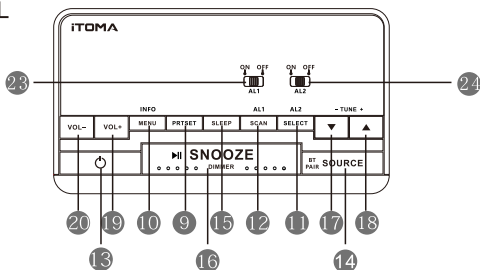 L
iTOMA
ON OFF ON OFF
23 AL1 AL2 24
INFO AL1 AL2 - TUNE +
VOL- VOL+ MENU PRTSET SLEEP SCAN SELECT ▼ ▲
⏻ ▶II SNOOZE BT PAIR SOURCE
DIMMER
20 19 10 9 15 12 11 17 18
13 16 14